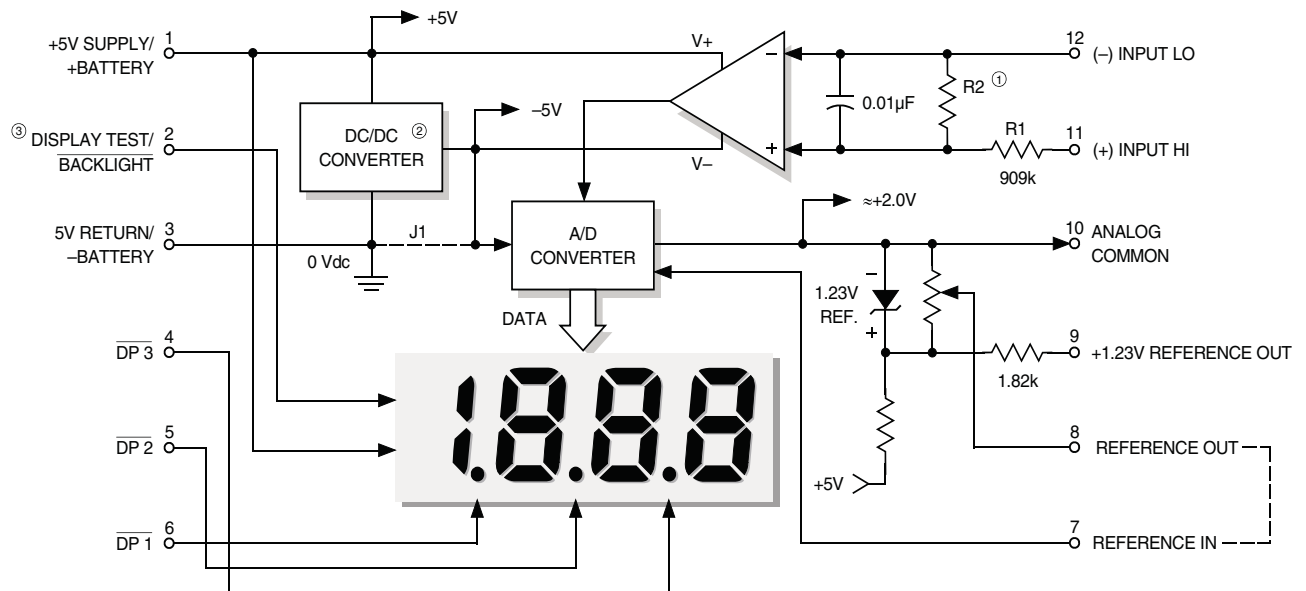 +5V SUPPLY/
+BATTERY
1
③ DISPLAY TEST/
BACKLIGHT
2
5V RETURN/
–BATTERY
3
DP 3
4
DP 2
5
DP 1
6
+5V
V+
DC/DC ②
CONVERTER
–5V
V–
J1
0 Vdc
–
+
0.01µF
R2 ①
R1
909k
12
(–) INPUT LO
11
(+) INPUT HI
A/D
CONVERTER
≈+2.0V
DATA
–
1.23V
REF.
+
1.82k
+5V
10
ANALOG
COMMON
9
+1.23V REFERENCE OUT
8
REFERENCE OUT
7
REFERENCE IN
1.8.8.8